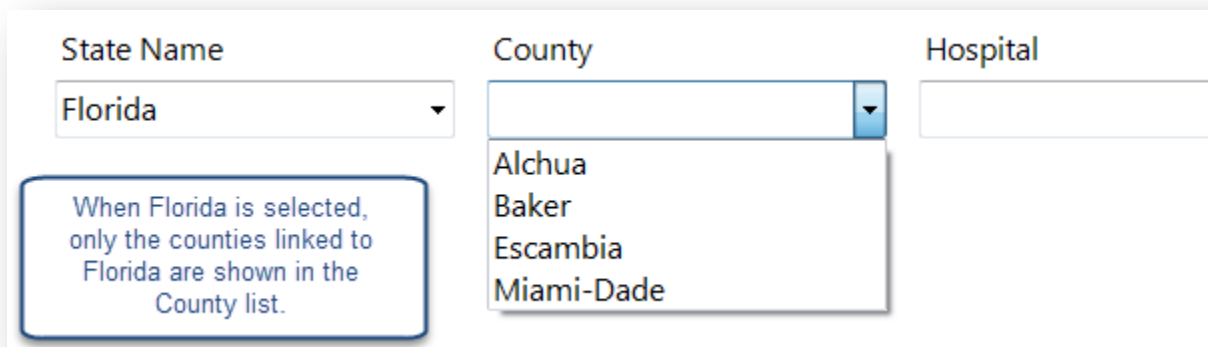 State Name
County
Hospital
Florida
Alchua
Baker
Escambia
Miami-Dade
When Florida is selected,
only the counties linked to
Florida are shown in the
County list.